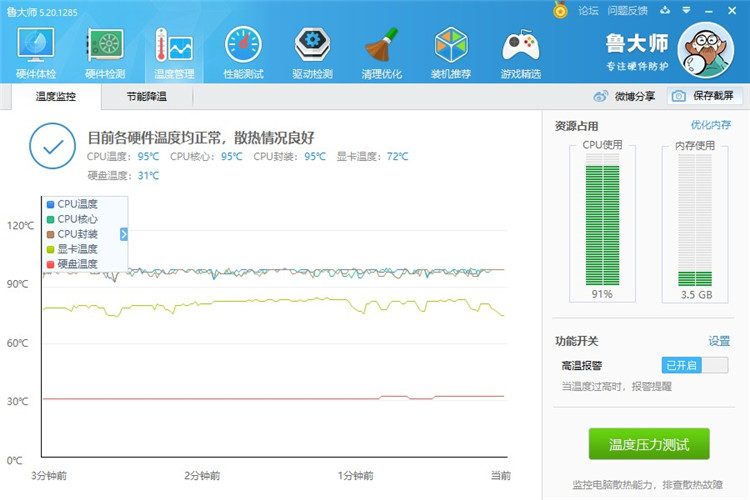 鲁大师 5.20.1285
论坛 问题反馈
硬件体检 硬件检测 温度管理 性能测试 驱动检测 清理优化 装机推荐 游戏精选
鲁大师
专注硬件防护
温度监控 节能降温
微博分享 保存截屏
目前各硬件温度均正常，散热情况良好
CPU温度： 95℃ CPU核心： 95℃ CPU封装： 95℃ 显卡温度： 72℃
硬盘温度： 31℃
CPU温度
CPU核心
CPU封装
显卡温度
硬盘温度
120℃
90℃
60℃
30℃
0℃
3分钟前 2分钟前 1分钟前 当前
资源占用 优化内存
CPU使用 内存使用
91% 3.5 GB
功能开关 设置
高温报警 已开启
当温度过高时，报警提醒
温度压力测试
监控电脑散热能力，排查散热故障